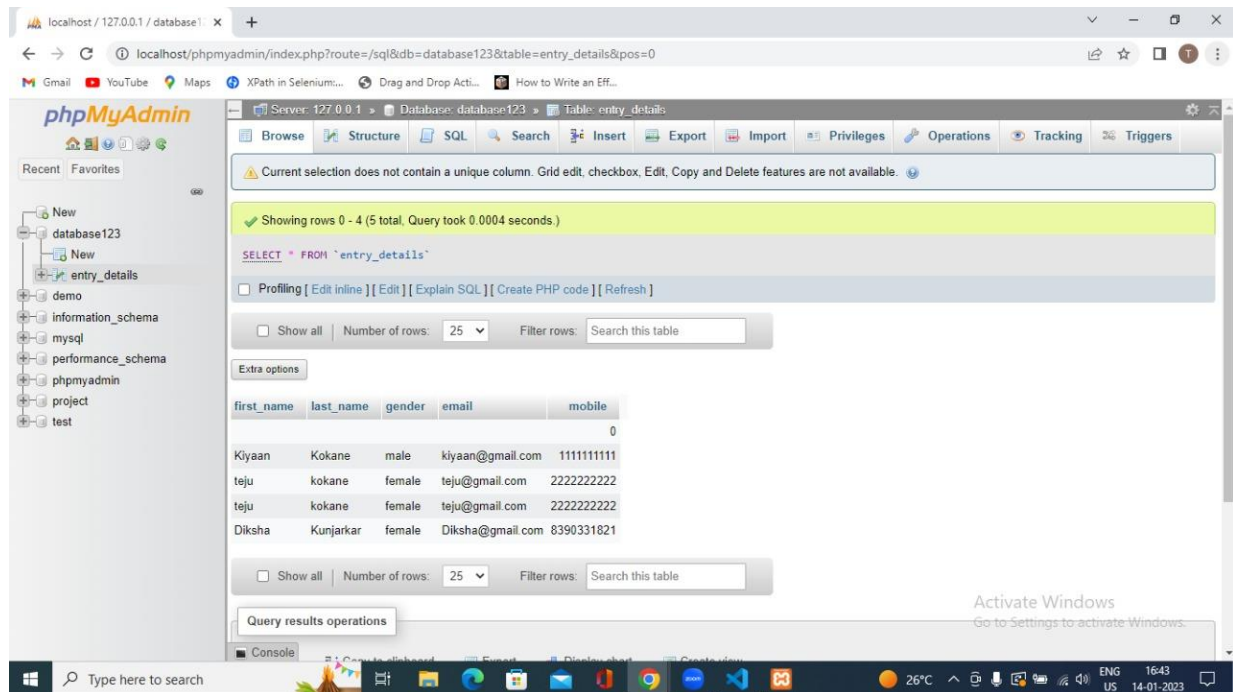 localhost / 127.0.0.1 / database1
localhost/phpmyadmin/index.php?route=/sql&db=database123&table=entry_details&pos=0
T
Gmail YouTube Maps XPath in Selenium:... Drag and Drop Acti... How to Write an Eff...
phpMyAdmin
Recent Favorites
New
database123
New
entry_details
demo
information_schema
mysql
performance_schema
phpmyadmin
project
test
Server: 127.0.0.1 » Database: database123 » Table: entry_details
Browse Structure SQL Search Insert Export Import Privileges Operations Tracking Triggers
Current selection does not contain a unique column. Grid edit, checkbox, Edit, Copy and Delete features are not available.
Showing rows 0 - 4 (5 total, Query took 0.0004 seconds.)
SELECT * FROM `entry_details`
Profiling [ Edit inline ] [ Edit ] [ Explain SQL ] [ Create PHP code ] [ Refresh ]
Show all | Number of rows: 25 Filter rows: Search this table
Extra options
first_name last_name gender email mobile
0
Kiyaan Kokane male kiyaan@gmail.com 1111111111
teju kokane female teju@gmail.com 2222222222
teju kokane female teju@gmail.com 2222222222
Diksha Kunjarkar female Diksha@gmail.com 8390331821
Show all | Number of rows: 25 Filter rows: Search this table
Activate Windows
Go to Settings to activate Windows.
Query results operations
Console
Copy to clipboard Export Display chart Create view
Type here to search
zoom
26°C
ENG
US
16:43
14-01-2023